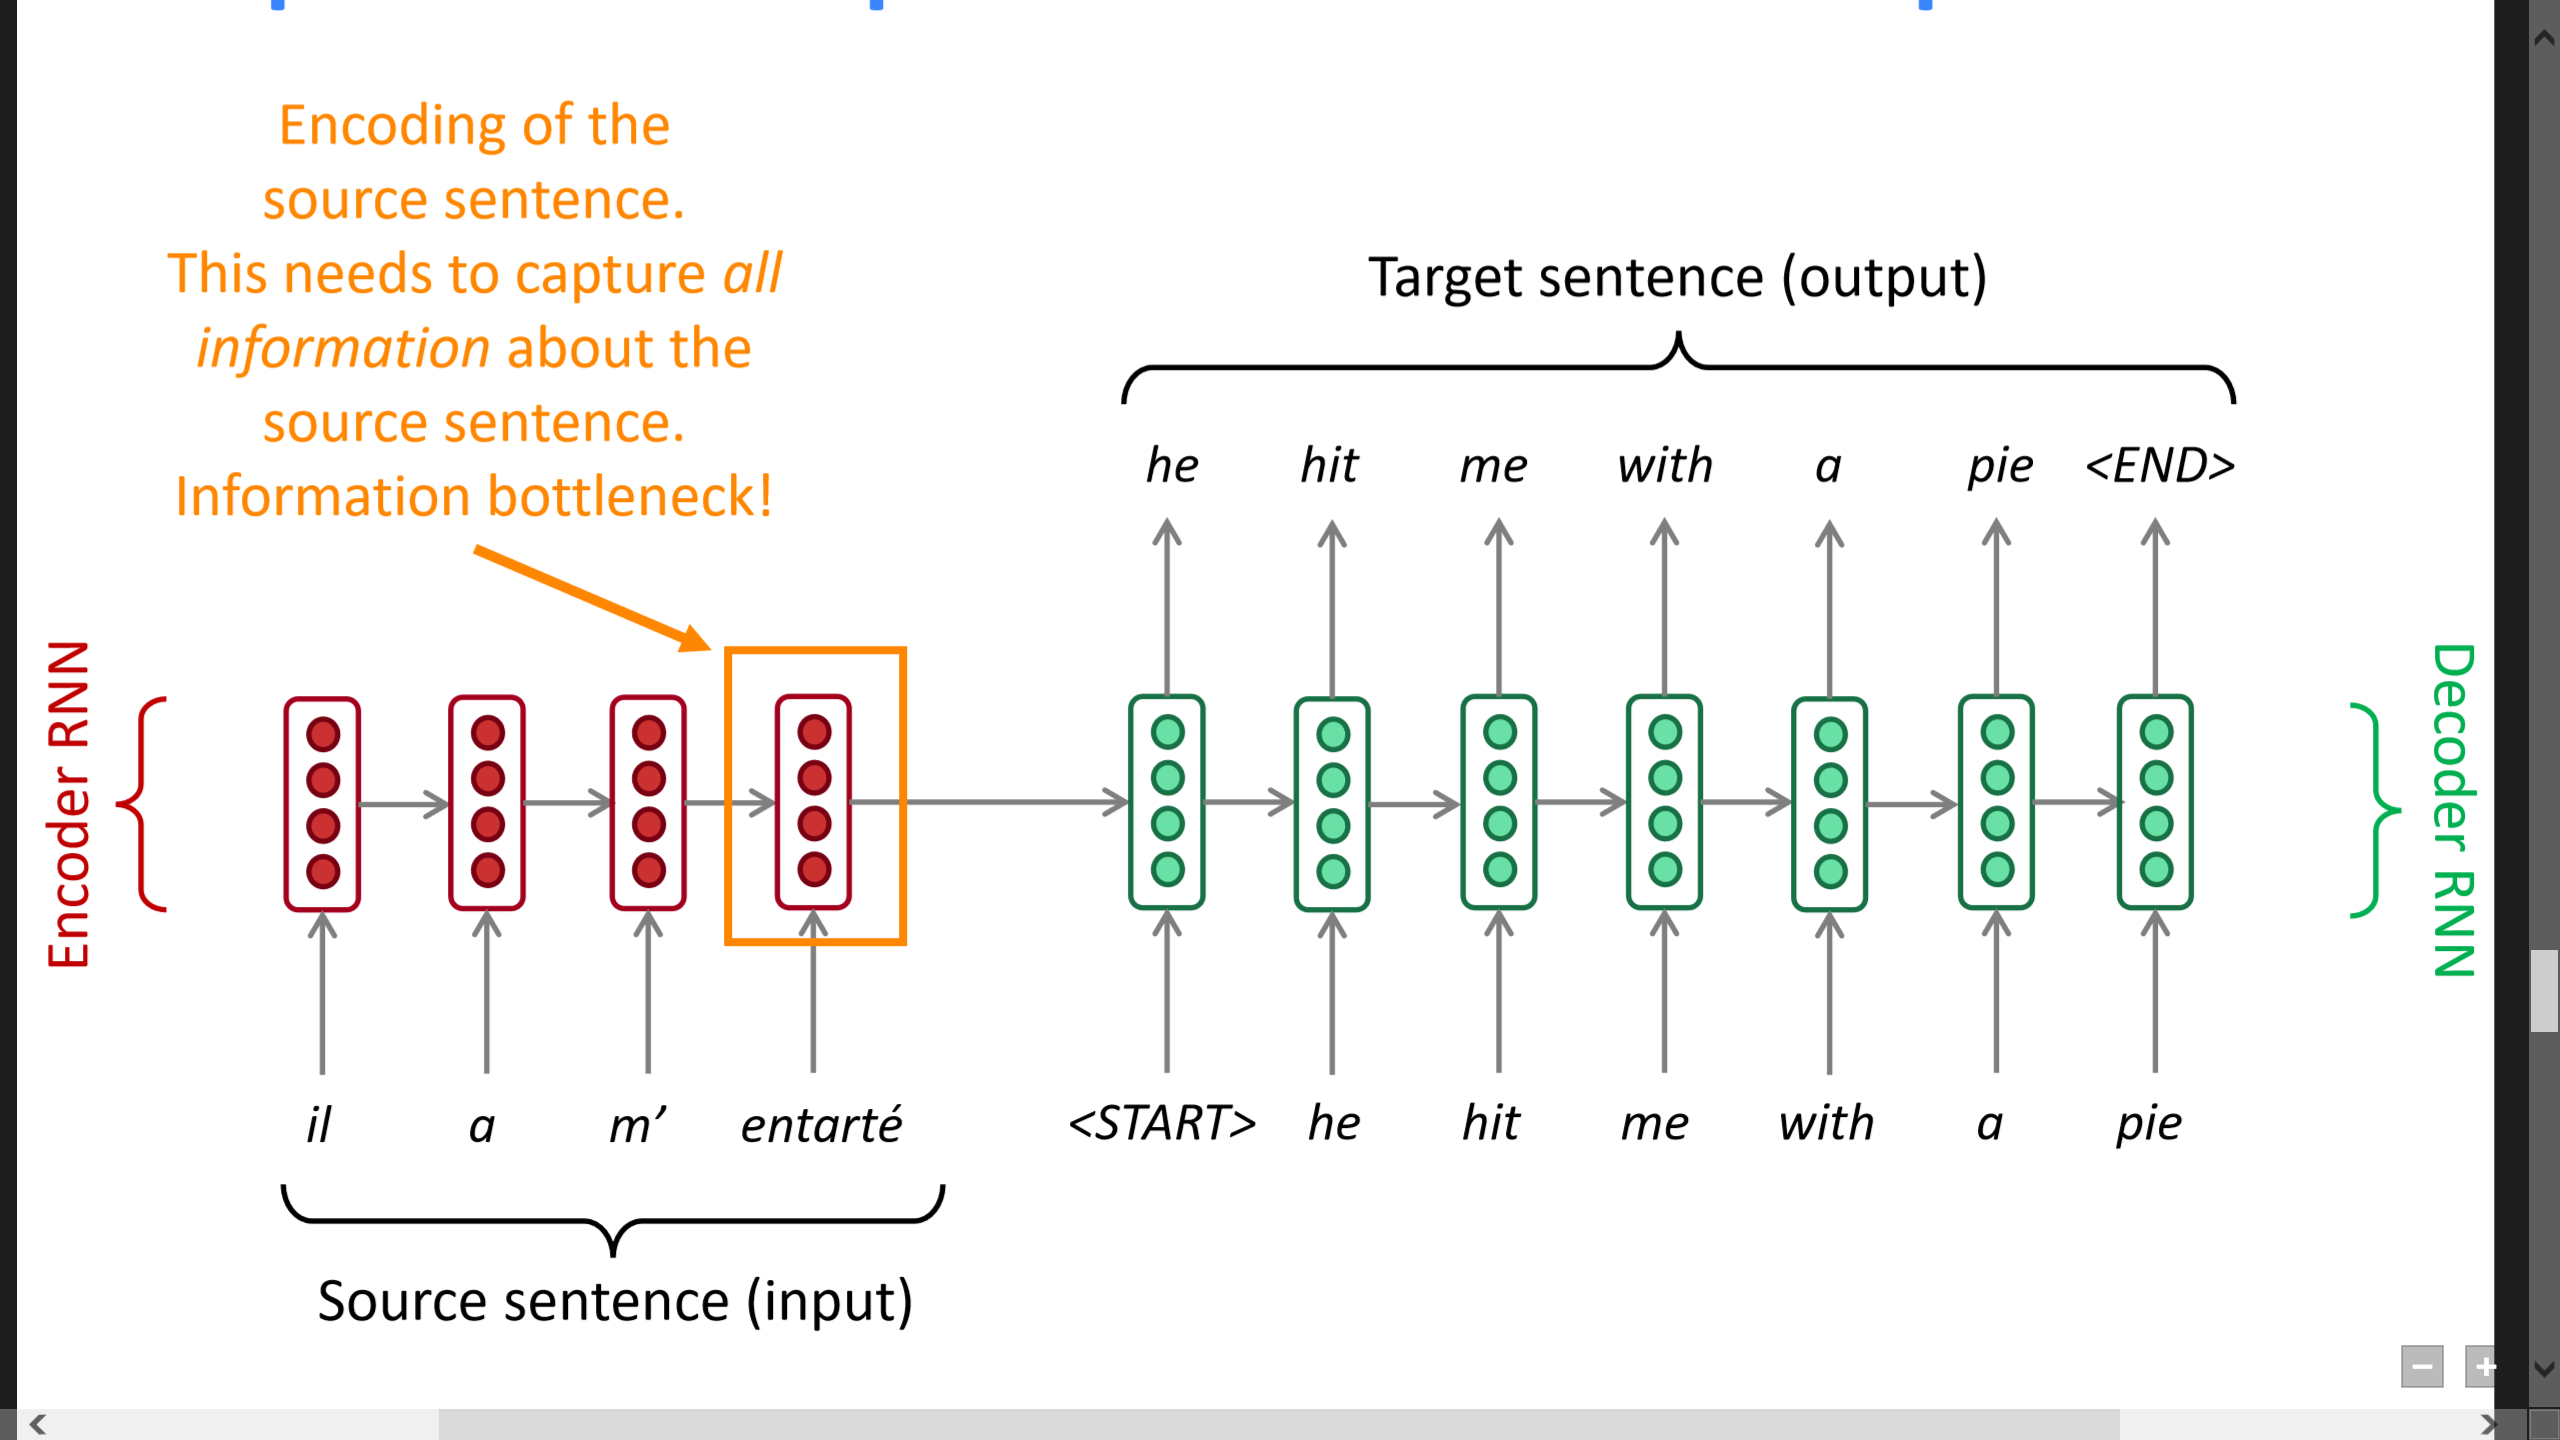 Encoding of the
source sentence.
This needs to capture all
information about the
source sentence.
Information bottleneck!
Target sentence (output)
he hit me with a pie <END>
Encoder RNN
Decoder RNN
il a m’ entarté <START> he hit me with a pie
Source sentence (input)